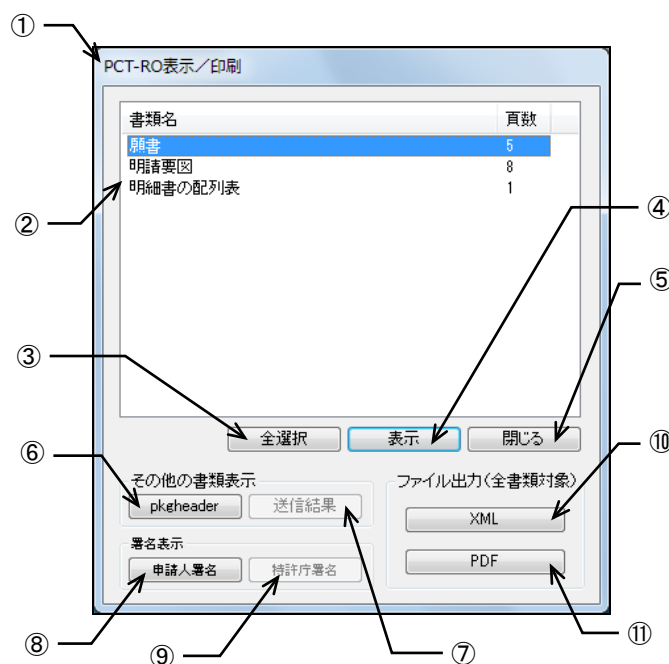 ①
PCT-RO表示／印刷
書類名 頁数
願書 5
明請要図 8
明細書の配列表 1
②
④
⑤
③
全選択 表示 閉じる
⑥
⑩
その他の書類表示
ファイル出力(全書類対象)
pkgheader 送信結果
XML
署名表示
申請人署名 特許庁署名
PDF
⑧
⑨
⑦
⑪